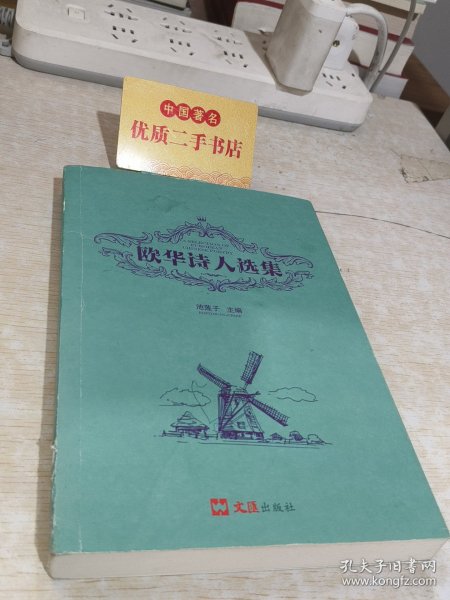 中国著名
优质二手书店
欧华诗人选集
池莲子 主编
文匯出版社
孔夫子旧书网
www.kongfz.com